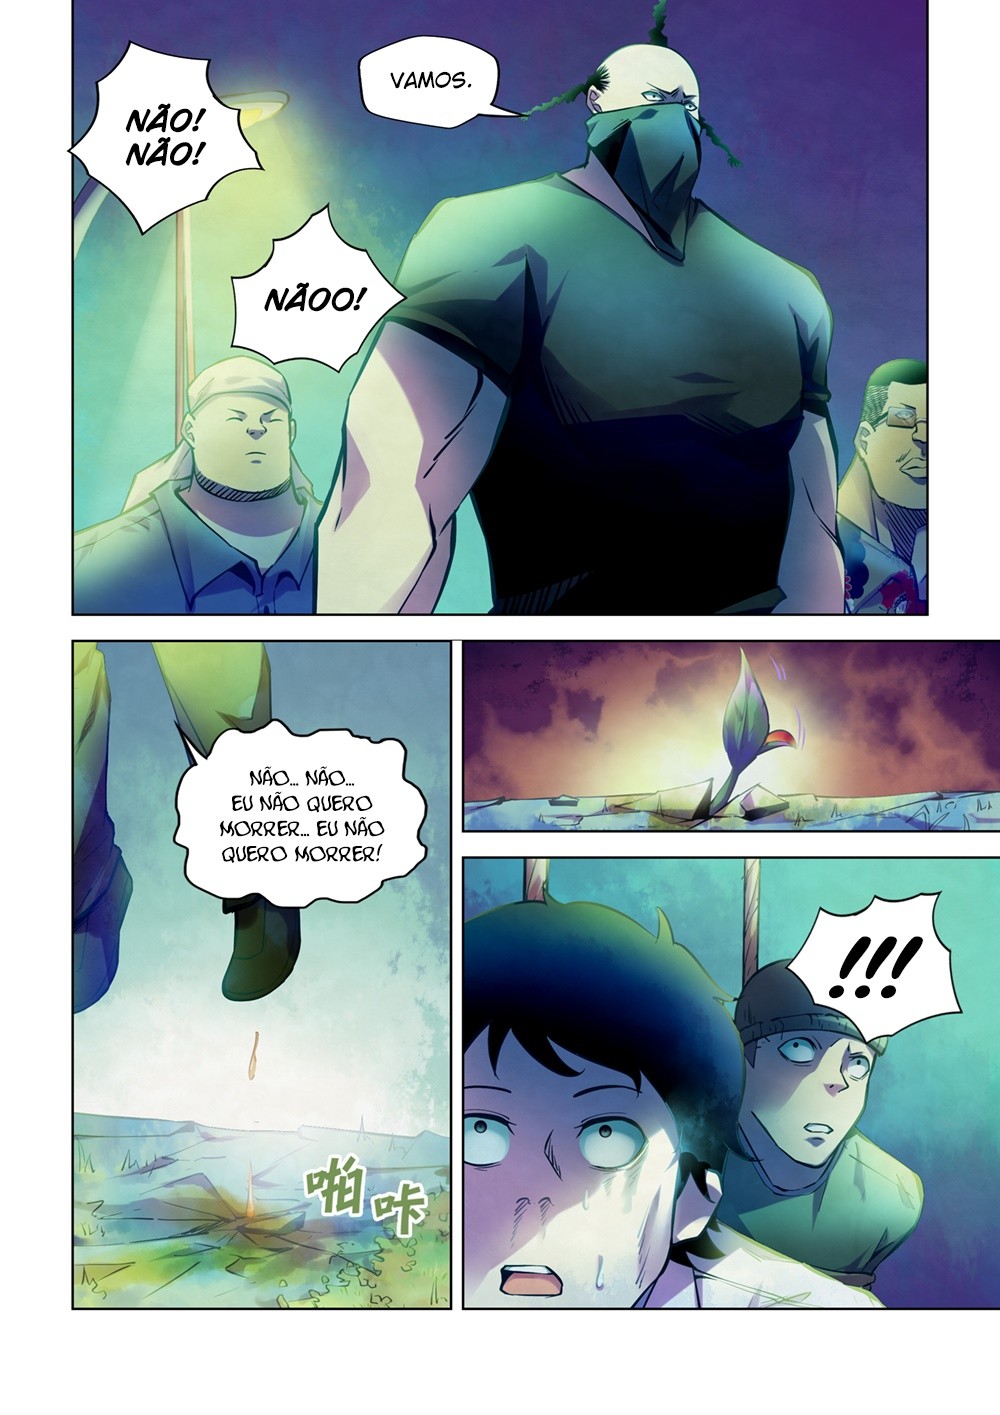 VAMOS.
NÃO!
NÃO!
NÃOO!
NÃO... NÃO...
EU NÃO QUERO
MORRER... EU NÃO
QUERO MORRER!
啪咔
!!!